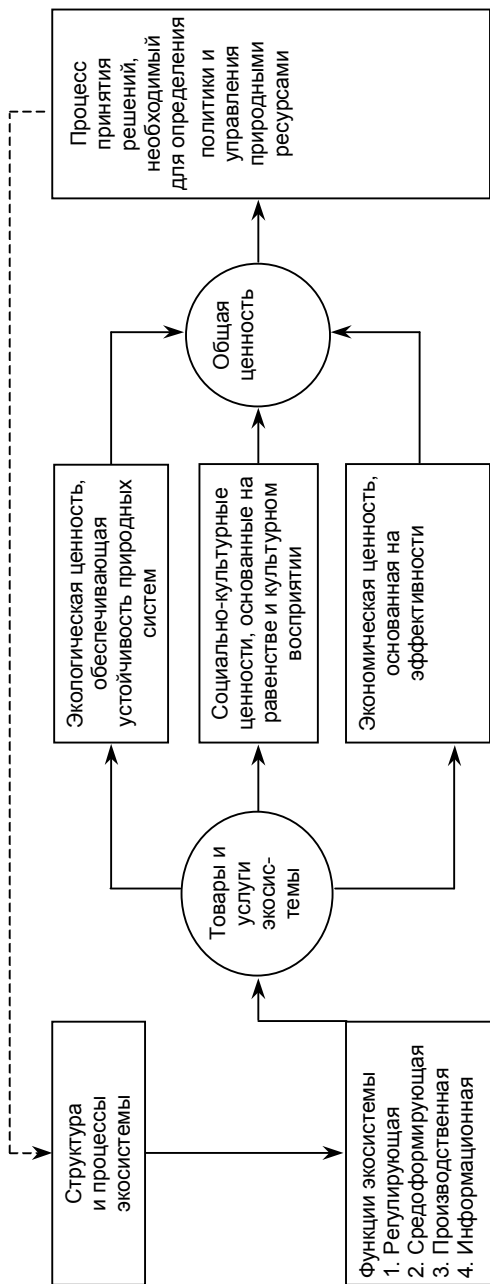 Структура
и процессы
экосистемы
Функции экосистемы
1. Регулирующая
2. Средоформирующая
3. Производственная
4. Информационная
Товары и
услуги
экосис-
темы
Экологическая ценность,
обеспечивающая
устойчивость природных
систем
Социально-культурные
ценности, основанные на
равенстве и культурном
восприятии
Экономическая ценность,
основанная на
эффективности
Общая
ценность
Процесс
принятия
решений,
необходимый
для определения
политики и
управления
природными
ресурсами